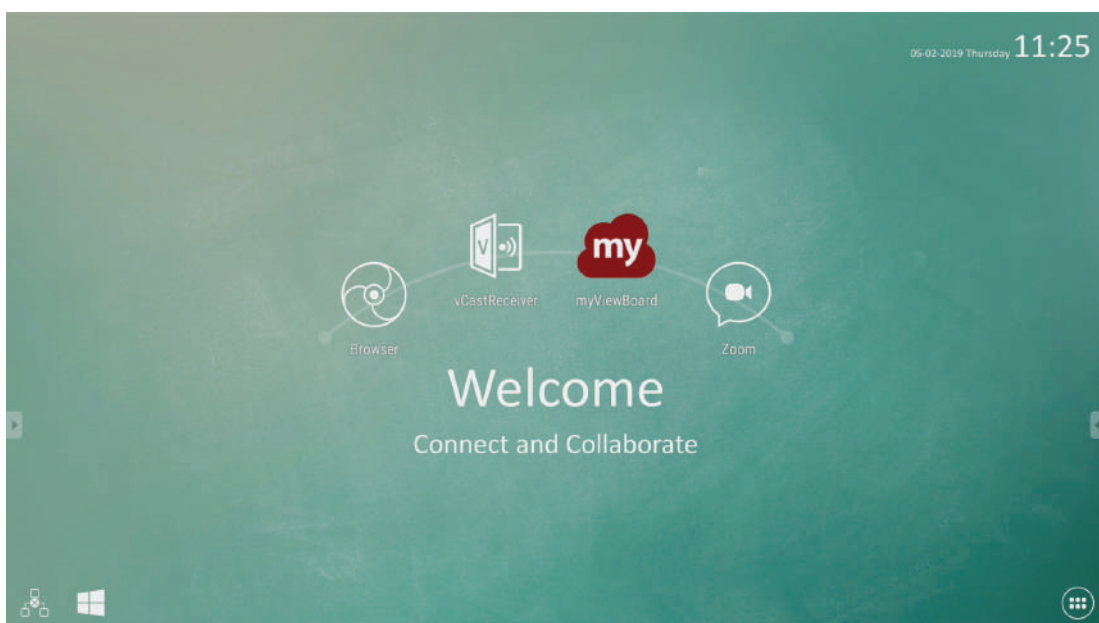 05-02-2019 Thursday 11:25
V
my
vCastReceiver
myViewBoard
Browser
Zoom
Welcome
Connect and Collaborate